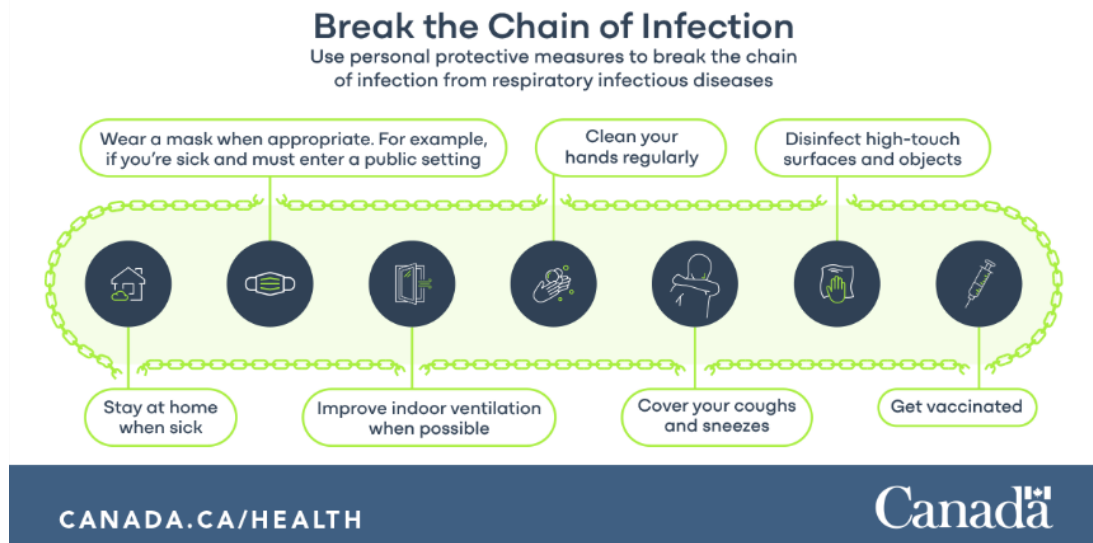 Break the Chain of Infection
Use personal protective measures to break the chain
of infection from respiratory infectious diseases
Wear a mask when appropriate. For example,
if you're sick and must enter a public setting
Clean your
hands regularly
Disinfect high-touch
surfaces and objects
Stay at home
when sick
Improve indoor ventilation
when possible
Cover your coughs
and sneezes
Get vaccinated
CANADA.CA/HEALTH
Canada